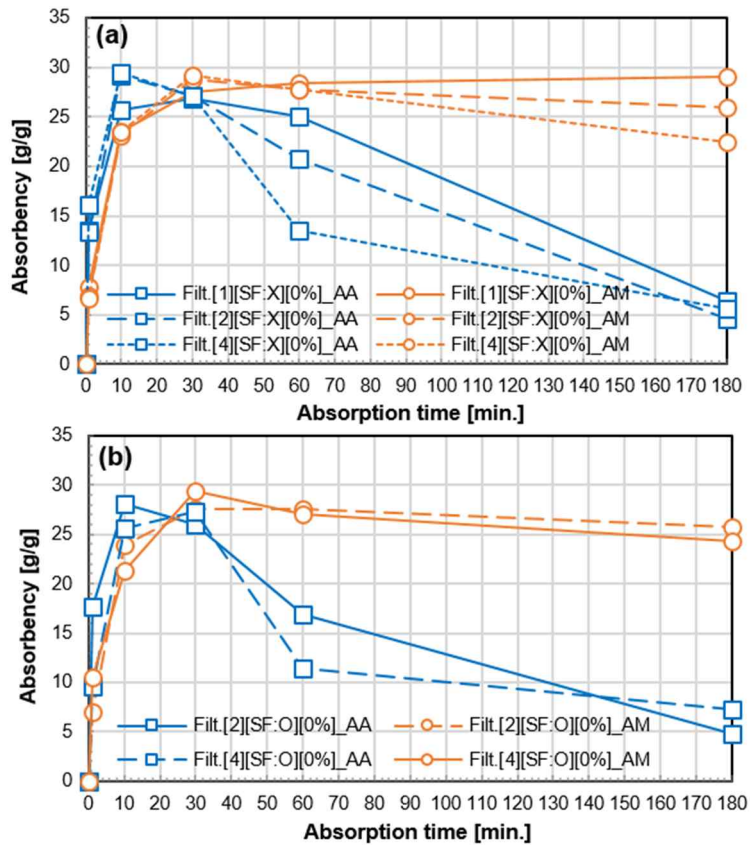 (a)
35
30
25
20
15
10
5
0
Absorbency [g/g]
Filt.[1][SF:X][0%]_AA Filt.[1][SF:X][0%]_AM
Filt.[2][SF:X][0%]_AA Filt.[2][SF:X][0%]_AM
Filt.[4][SF:X][0%]_AA Filt.[4][SF:X][0%]_AM
0 10 20 30 40 50 60 70 80 90 100 110 120 130 140 150 160 170 180
Absorption time [min.]
(b)
35
30
25
20
15
10
5
0
Absorbency [g/g]
Filt.[2][SF:O][0%]_AA Filt.[2][SF:O][0%]_AM
Filt.[4][SF:O][0%]_AA Filt.[4][SF:O][0%]_AM
0 10 20 30 40 50 60 70 80 90 100 110 120 130 140 150 160 170 180
Absorption time [min.]